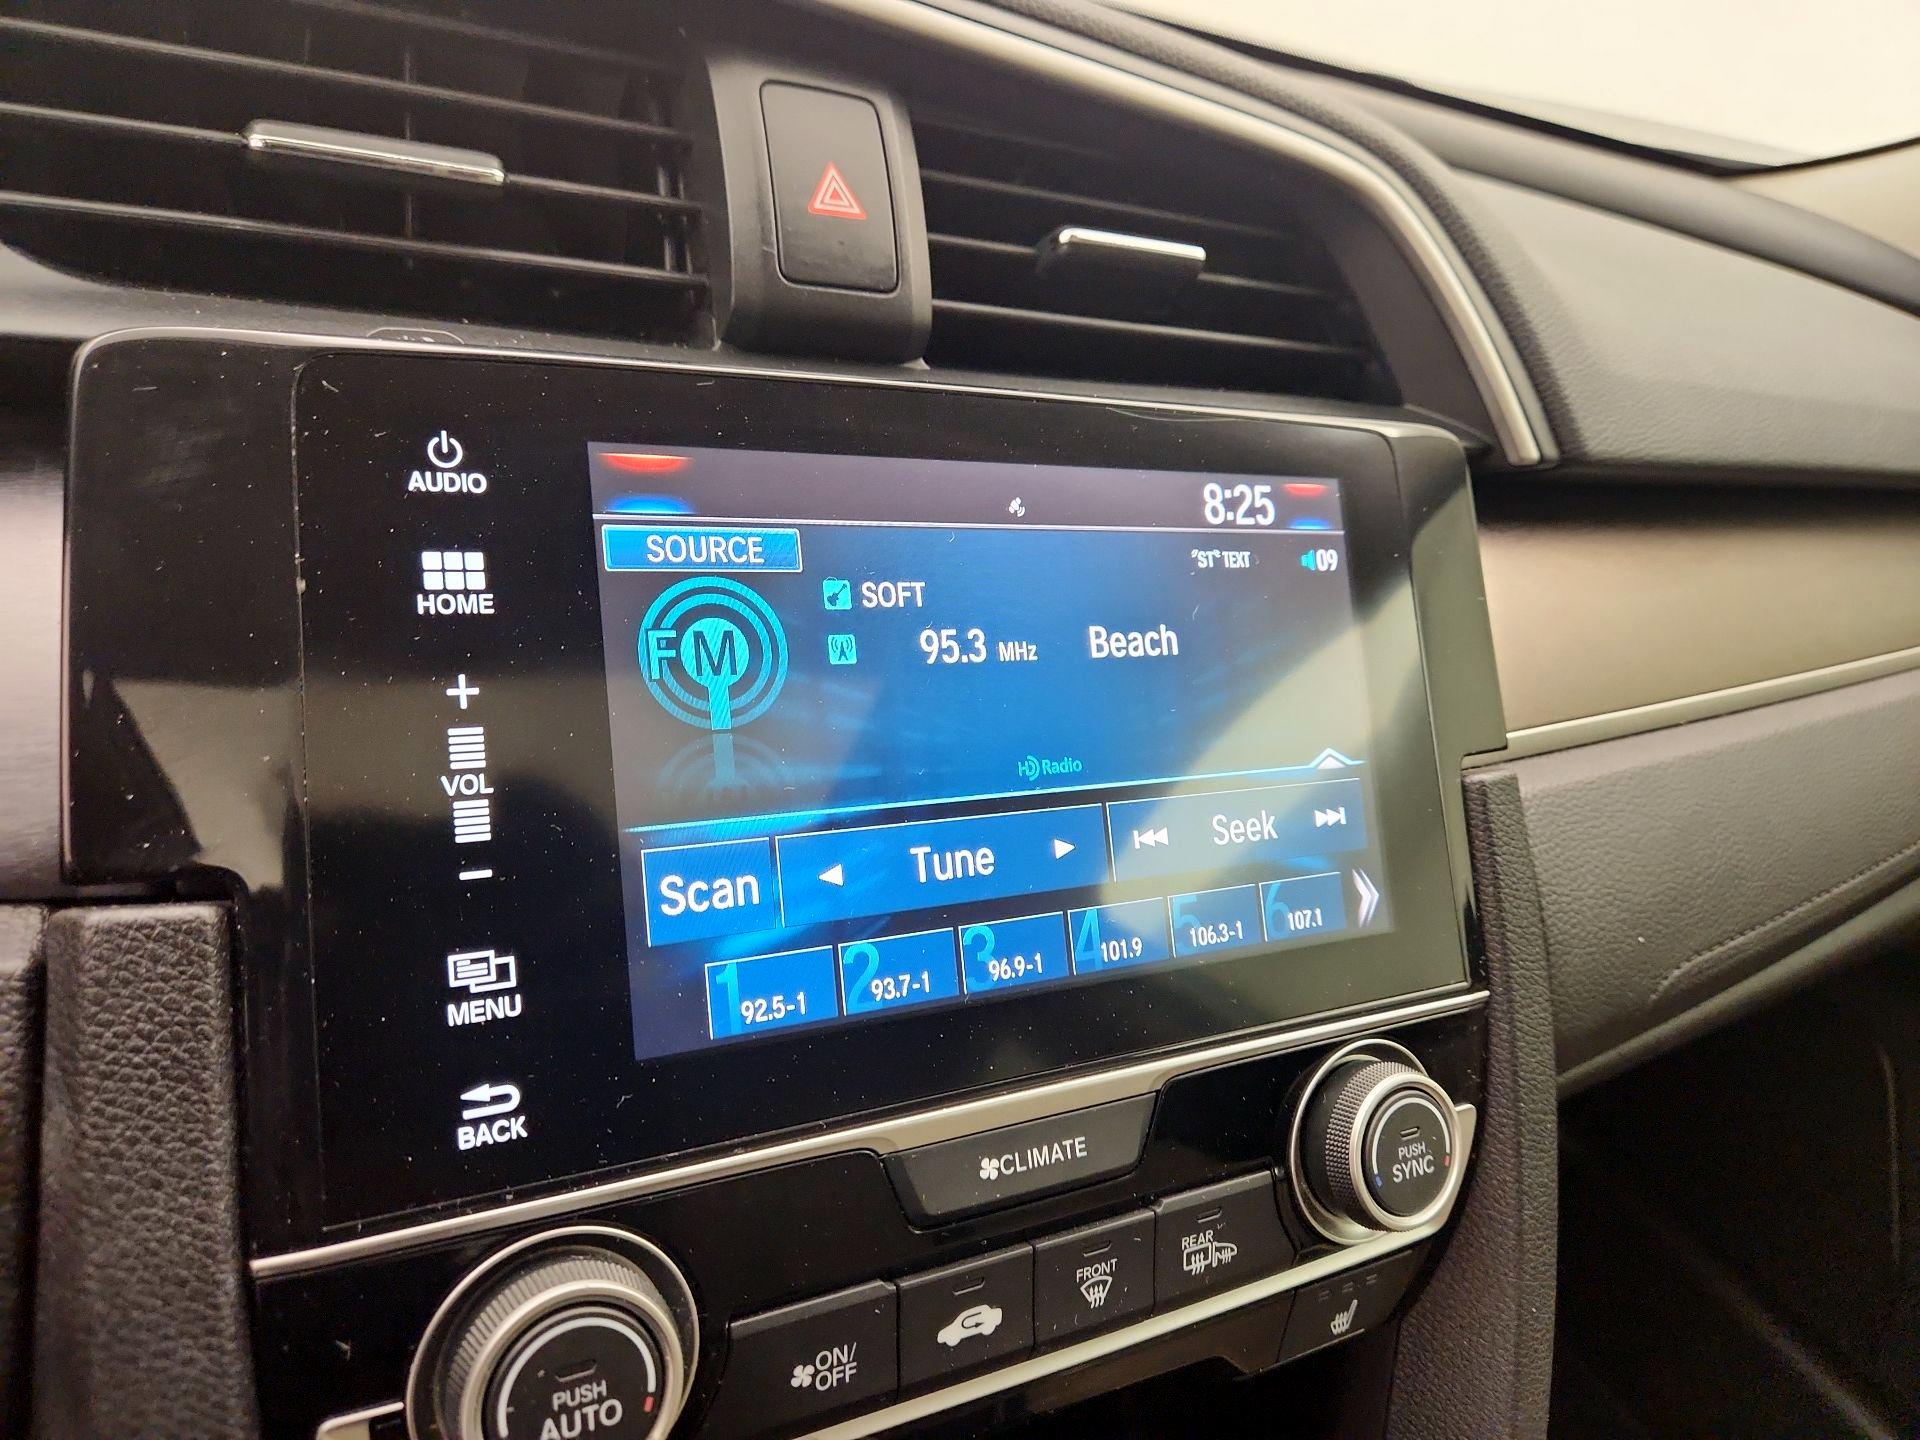 AUDIO
HOME
+
VOL
−
MENU
BACK
8:25
SOURCE
TEXT
09
FM
SOFT
95.3 MHz Beach
HD Radio
Scan
Tune
Seek
1 92.5-1
2 93.7-1
3 96.9-1
4 101.9
5 106.3-1
6 107.1
CLIMATE
PUSH
SYNC
REAR
FRONT
ON/
OFF
PUSH
AUTO